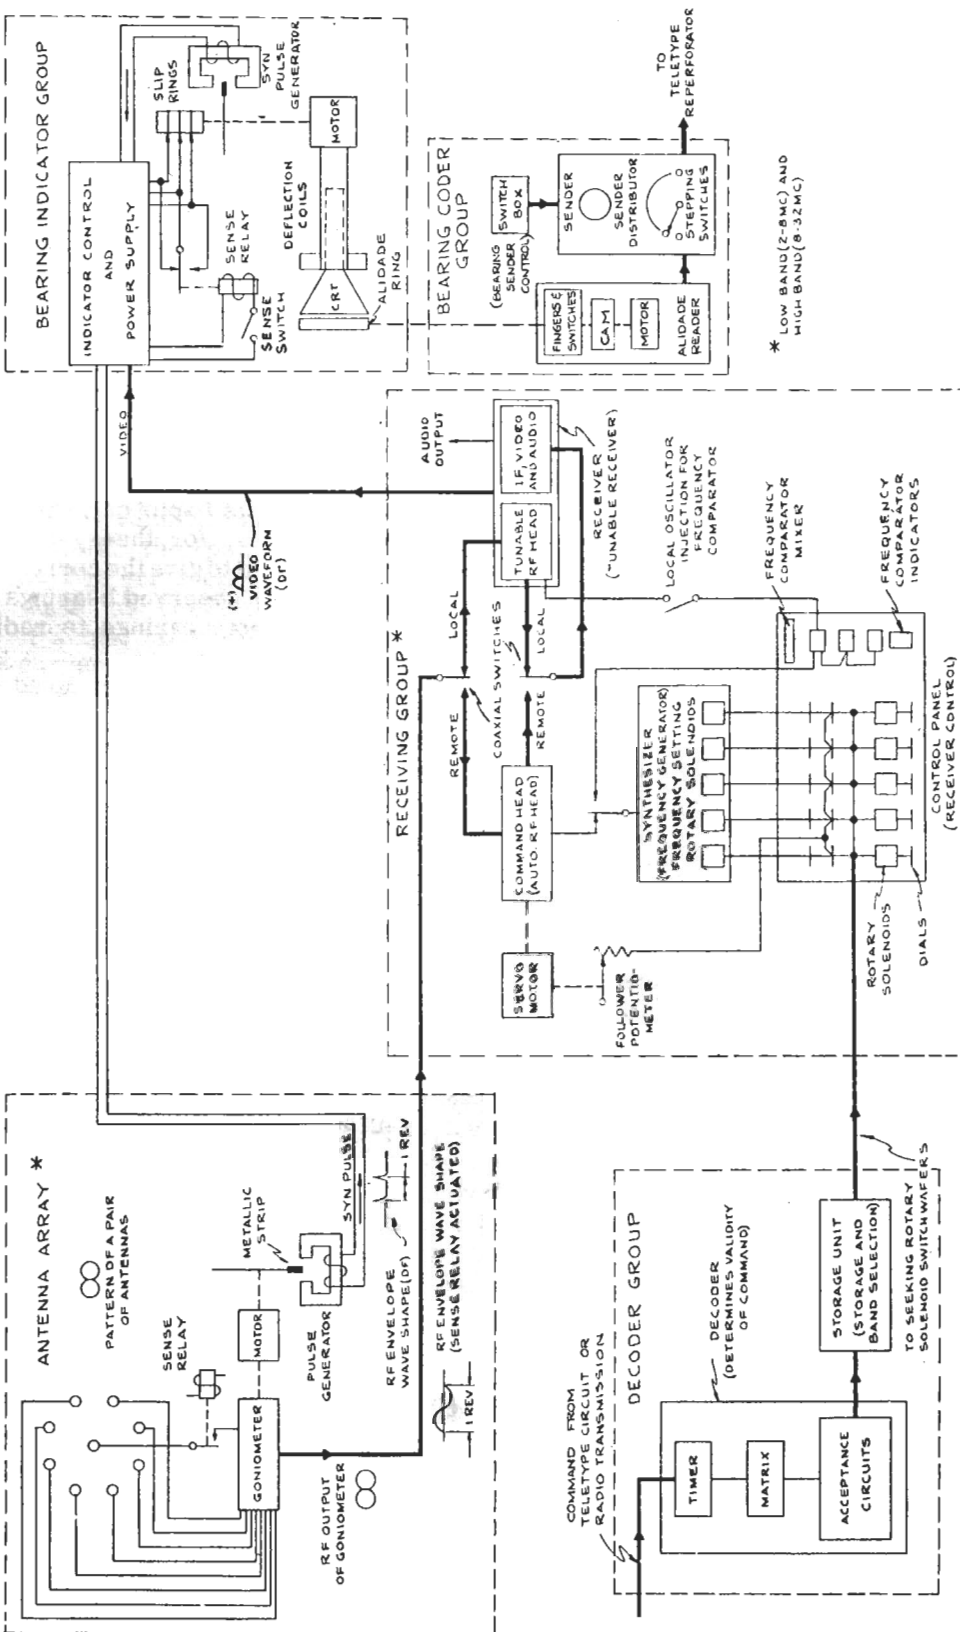 ANTENNA ARRAY *
PATTERN OF A PAIR
OF ANTENNAS
SENSE
RELAY
METALLIC
STRIP
MOTOR
GONIOMETER
PULSE
GENERATOR
SYN PULSE
1 REV
RF ENVELOPE
WAVE SHAPE (DF)
RF ENVELOPE WAVE SHAPE
(SENSE RELAY ACTUATED)
1 REV
RF OUTPUT
OF GONIOMETER
BEARING INDICATOR GROUP
INDICATOR CONTROL
AND
POWER SUPPLY
SLIP
RINGS
SYN
PULSE
GENERATOR
SENSE
RELAY
SENSE
SWITCH
DEFLECTION
COILS
MOTOR
CRT
ALIDADE
RING
VIDEO
(+)
VIDEO
WAVEFORM
(DF)
BEARING CODER
GROUP
SWITCH
BOX
(BEARING
SENDER
CONTROL)
SENDER
SENDER
DISTRIBUTOR
STEPPING
SWITCHES
TO
TELETYPE
REPERFORATOR
FINGERS &
SWITCHES
CAM
MOTOR
ALIDADE
READER
* LOW BAND (2-8MC) AND
HIGH BAND (8-32MC)
RECEIVING GROUP *
AUDIO
OUTPUT
IF, VIDEO
AND AUDIO
TUNABLE
RF HEAD
RECEIVER
(TUNABLE RECEIVER)
LOCAL
REMOTE
COAXIAL SWITCHES
LOCAL
REMOTE
COMMAND HEAD
(AUTO. RF HEAD)
SERVO
MOTOR
FOLLOWER
POTENTIO-
METER
SYNTHESIZER
(FREQUENCY GENERATOR)
FREQUENCY SETTING
ROTARY SOLENOIDS
LOCAL OSCILLATOR
INJECTION FOR
FREQUENCY
COMPARATOR
FREQUENCY
COMPARATOR
MIXER
FREQUENCY
COMPARATOR
INDICATORS
ROTARY
SOLENOIDS
DIALS
CONTROL PANEL
(RECEIVER CONTROL)
DECODER GROUP
COMMAND FROM
TELETYPE CIRCUIT OR
RADIO TRANSMISSION
DECODER
(DETERMINES VALIDITY
OF COMMAND)
TIMER
MATRIX
ACCEPTANCE
CIRCUITS
STORAGE UNIT
(STORAGE AND
BAND SELECTION)
TO SEEKING ROTARY
SOLENOID SWITCH WAFERS